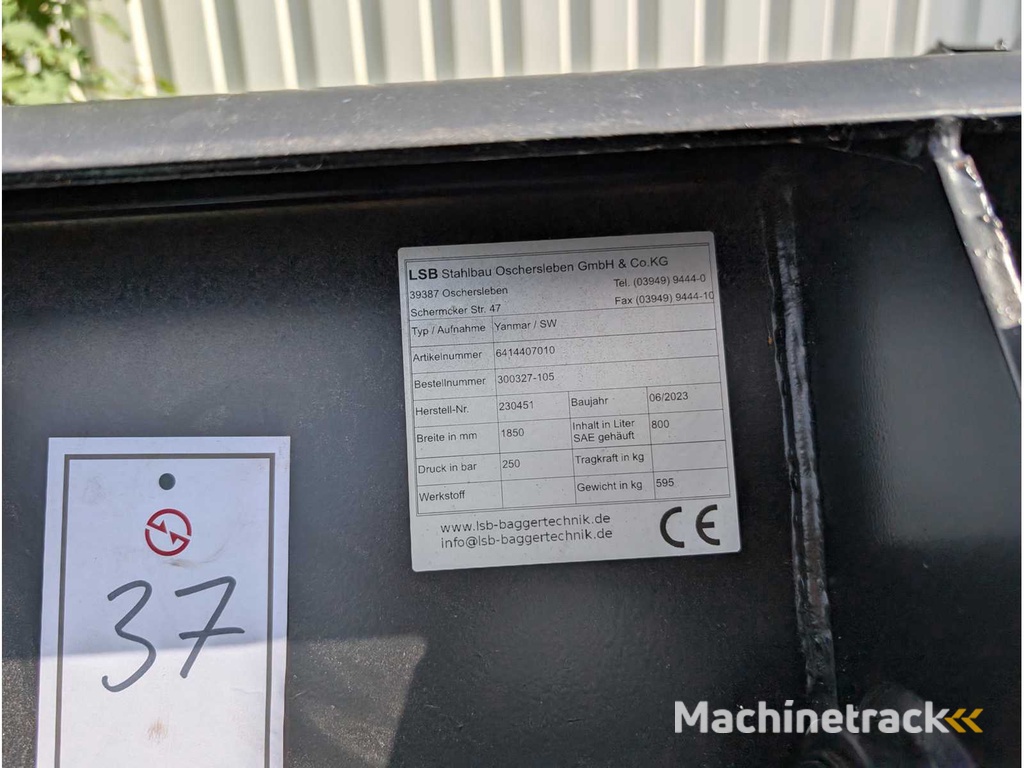 LSB Stahlbau Oschersleben GmbH & Co.KG
39387 Oschersleben Tel. (03949) 9444-0
Schermcker Str. 47 Fax (03949) 9444-10
Typ / Aufnahme Yanmar / SW
Artikelnummer 6414407010
Bestellnummer 300327-105
Herstell-Nr. 230451 Baujahr 06/2023
Breite in mm 1850 Inhalt in Liter SAE gehäuft 800
Druck in bar 250 Tragkraft in kg
Werkstoff Gewicht in kg 595
www.lsb-baggertechnik.de
info@lsb-baggertechnik.de
CE
37
Machinetrack